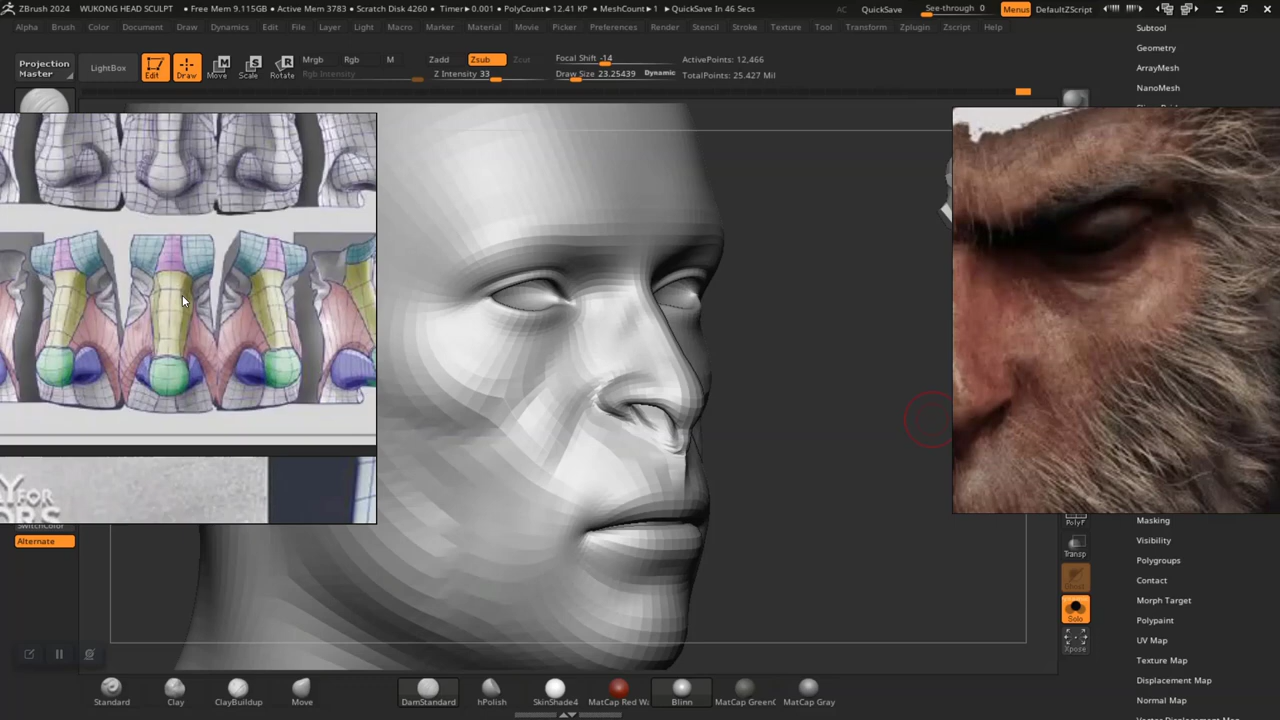 ZBrush 2024 WUKONG HEAD SCULPT • Free Mem 9.115GB • Active Mem 3783 • Scratch Disk 4260 • Timer▸0.001 • PolyCount▸12.41 KP • MeshCount▸1 ▸QuickSave In 46 Secs AC QuickSave See-through 0 Menus DefaultZScript
Alpha Brush Color Document Draw Dynamics Edit File Layer Light Macro Marker Material Movie Picker Preferences Render Stencil Stroke Tool Transform Zplugin Zscript Help
Subtool
Projection Master
LightBox
Edit
Draw
Move
Scale
Rotate
Mrgb Rgb M
Rgb Intensity
Zadd Zsub Zcut
Z Intensity 33
Focal Shift -14
Draw Size 23.25439 Dynamic
ActivePoints: 12,466
TotalPoints: 25.427 Mil
Geometry
ArrayMesh
NanoMesh
SwitchColor
Alternate
PolyF
Transp
Ghost
Solo
Xpose
Masking
Visibility
Polygroups
Contact
Morph Target
Polypaint
UV Map
Texture Map
Displacement Map
Normal Map
Standard
Clay
ClayBuildup
Move
DamStandard
hPolish
SkinShade4
MatCap Red Wa
Blinn
MatCap GreenC
MatCap Gray